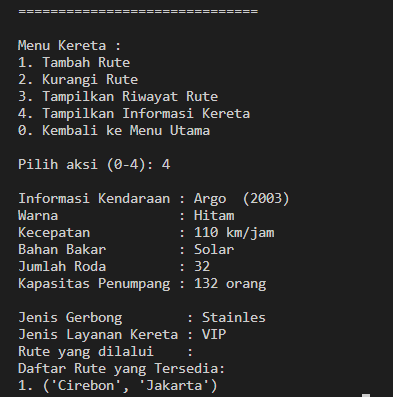 ==============================
Menu Kereta :
1. Tambah Rute
2. Kurangi Rute
3. Tampilkan Riwayat Rute
4. Tampilkan Informasi Kereta
0. Kembali ke Menu Utama
Pilih aksi (0-4): 4
Informasi Kendaraan : Argo  (2003)
Warna               : Hitam
Kecepatan           : 110 km/jam
Bahan Bakar         : Solar
Jumlah Roda         : 32
Kapasitas Penumpang : 132 orang
Jenis Gerbong        : Stainles
Jenis Layanan Kereta : VIP
Rute yang dilalui    :
Daftar Rute yang Tersedia:
1. ('Cirebon', 'Jakarta')